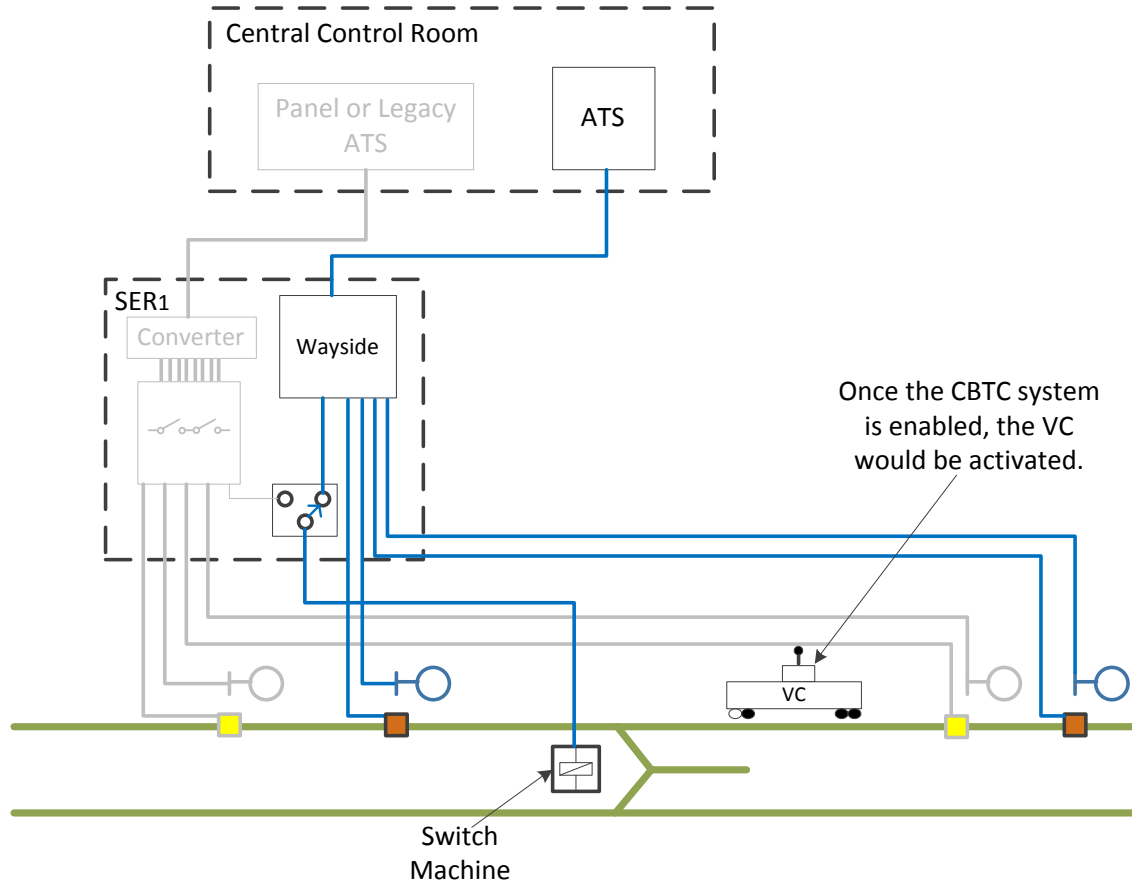 Central Control Room
Panel or Legacy
ATS
ATS
SER1
Converter
Wayside
Once the CBTC system
is enabled, the VC
would be activated.
VC
Switch
Machine